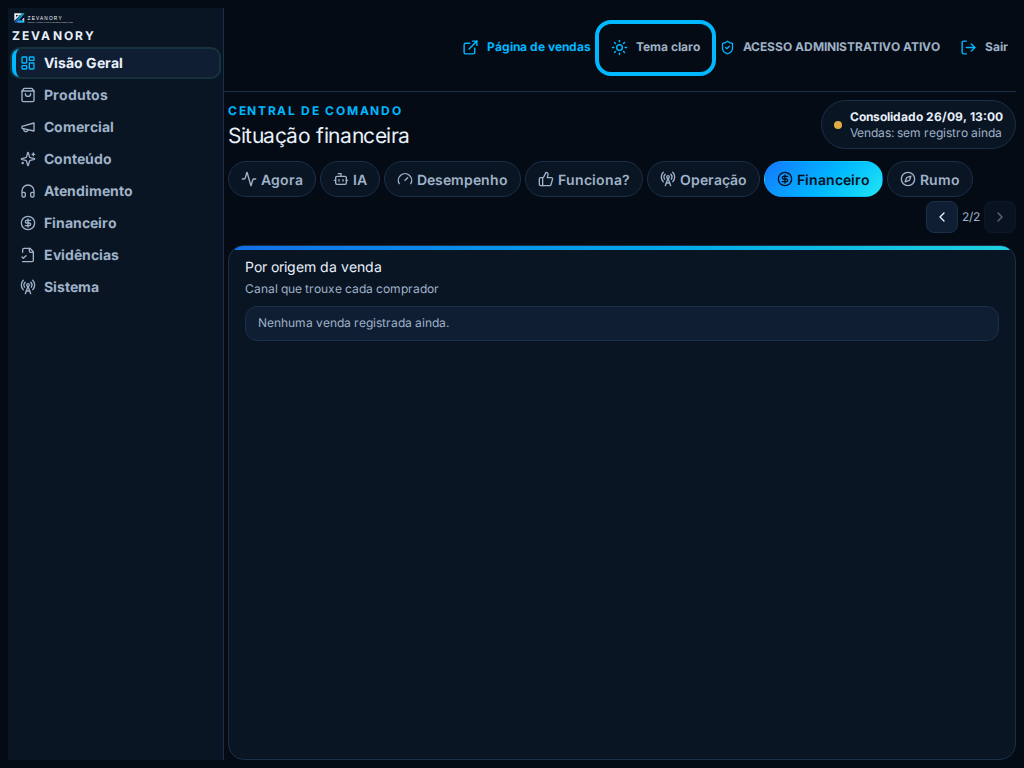 ZEVANORY
ZEVANORY
Visão Geral
Produtos
Comercial
Conteúdo
Atendimento
Financeiro
Evidências
Sistema
Página de vendas
Tema claro
ACESSO ADMINISTRATIVO ATIVO
Sair
CENTRAL DE COMANDO
Situação financeira
Consolidado 26/09, 13:00
Vendas: sem registro ainda
Agora
IA
Desempenho
Funciona?
Operação
Financeiro
Rumo
2/2
Por origem da venda
Canal que trouxe cada comprador
Nenhuma venda registrada ainda.